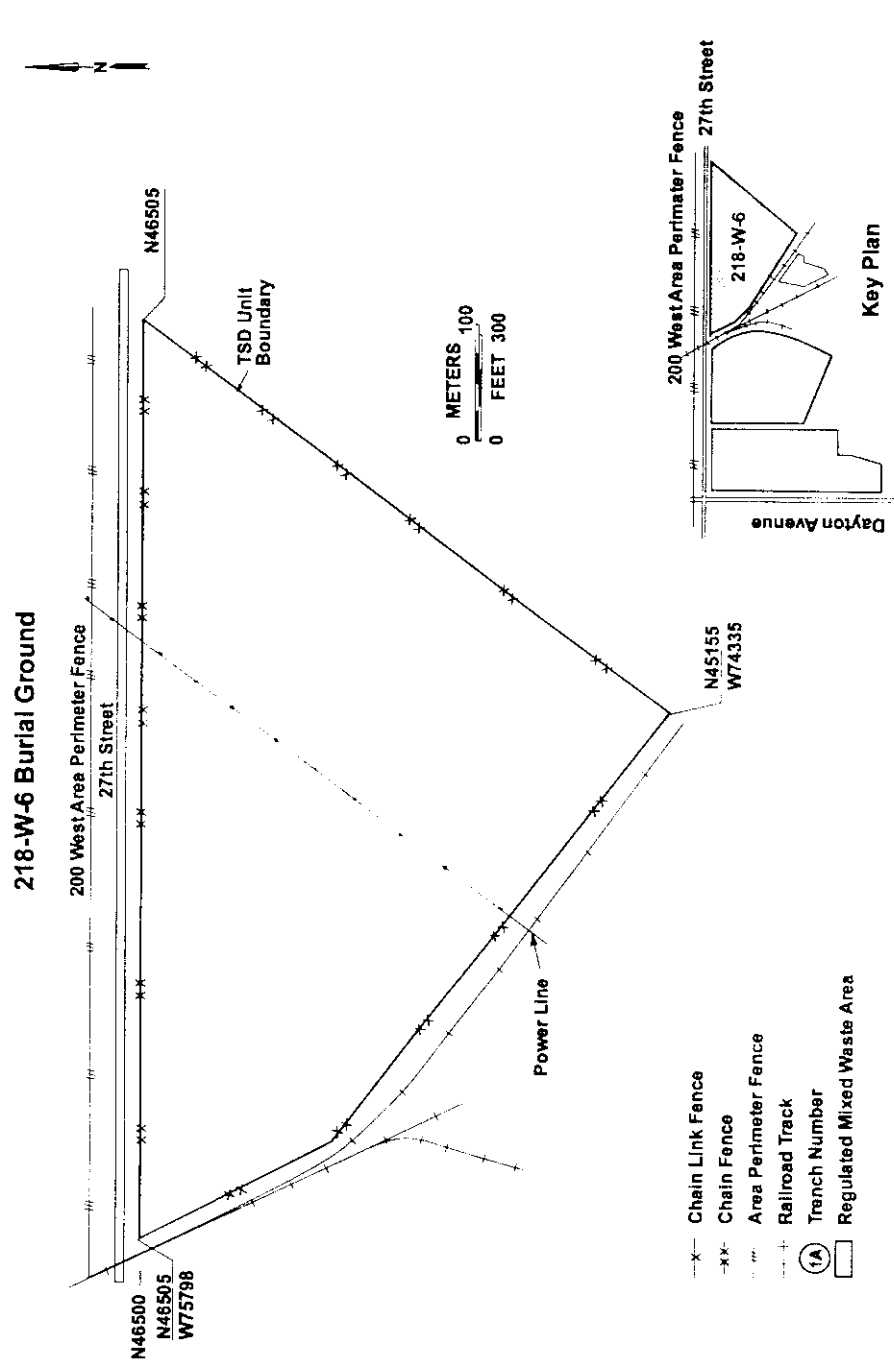 218-W-6 Burial Ground
N
200 West Area Perimeter Fence
27th Street
N46505
N46500
N46505
W75798
TSD Unit
Boundary
0 METERS 100
0 FEET 300
Power Line
N45155
W74335
Chain Link Fence
Chain Fence
Area Perimeter Fence
Railroad Track
1A Trench Number
Regulated Mixed Waste Area
200 West Area Perimater Fence
27th Street
218-W-6
Dayton Avenue
Key Plan